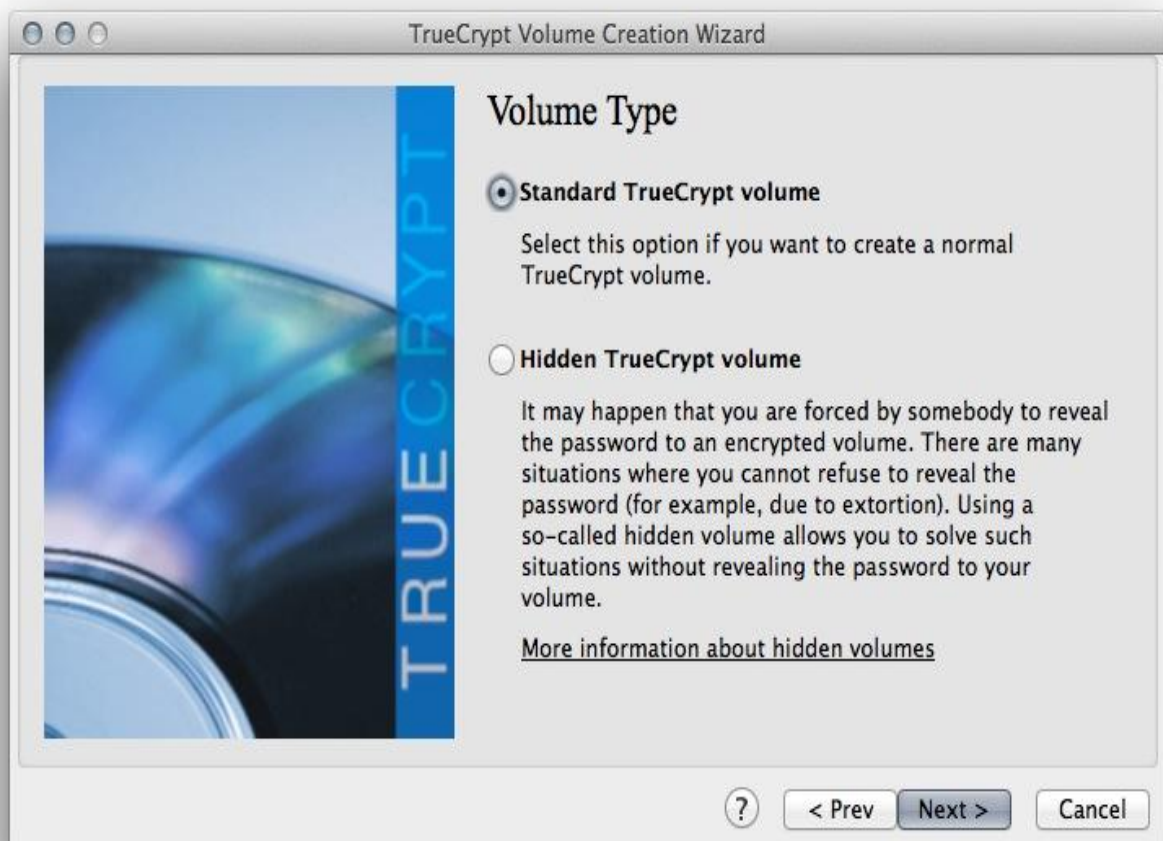 TrueCrypt Volume Creation Wizard
TRUECRYPT
Volume Type
Standard TrueCrypt volume
Select this option if you want to create a normal
TrueCrypt volume.
Hidden TrueCrypt volume
It may happen that you are forced by somebody to reveal
the password to an encrypted volume. There are many
situations where you cannot refuse to reveal the
password (for example, due to extortion). Using a
so-called hidden volume allows you to solve such
situations without revealing the password to your
volume.
More information about hidden volumes
?
< Prev
Next >
Cancel